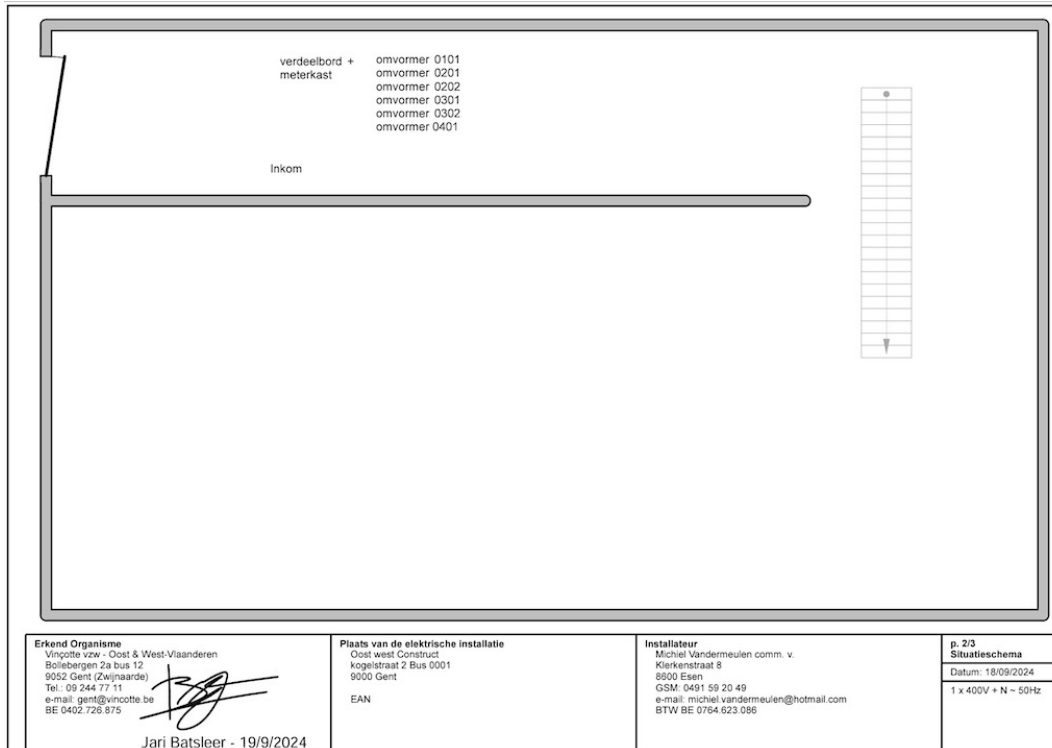 verdeelbord +
meterkast
omvormer 0101
omvormer 0201
omvormer 0202
omvormer 0301
omvormer 0302
omvormer 0401
Inkom
Erkend Organisme
Vinçotte vzw - Oost & West-Vlaanderen
Bollebergen 2a bus 12
9052 Gent (Zwijnaarde)
Tel.: 09 244 77 11
e-mail: gent@vincotte.be
BE 0402.726.875
Jari Batsleer - 19/9/2024
Plaats van de elektrische installatie
Oost west Construct
kogelstraat 2 Bus 0001
9000 Gent
EAN
Installateur
Michiel Vandermeulen comm. v.
Klerkenstraat 8
8600 Esen
GSM: 0491 59 20 49
e-mail: michiel.vandermeulen@hotmail.com
BTW BE 0764.623.086
p. 2/3
Situatieschema
Datum: 18/09/2024
1 x 400V + N ~ 50Hz